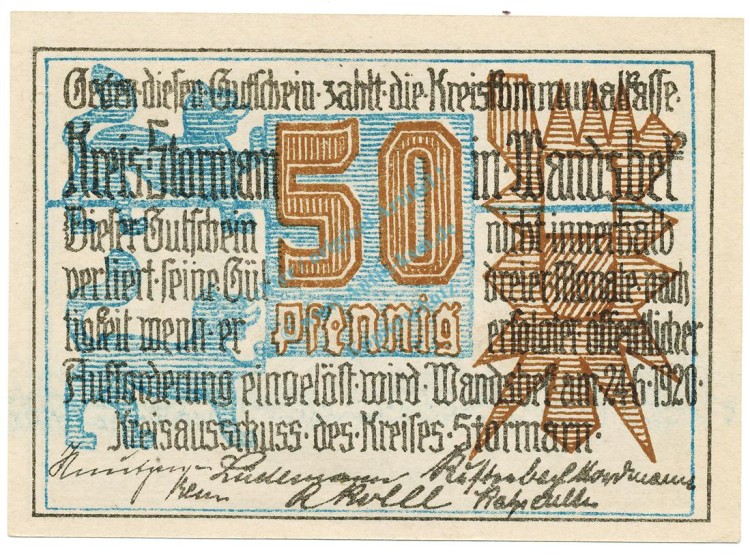 Gegen·diesen·Gutschein·zahlt·die·Kreiskommunalkasse·
Kreis·Stormarn 50 in·Wandsbek
Dieser Gutschein nicht innerhalb
verliert·seine·Gül dreier·Monate·nach
tigkeit wenn·er Pfennig erfolgter öffentlicher
Aufforderung eingelöst·wird·Wandsbek am·24·6·1920·
Kreisausschuss·des·Kreises·Stormarn·
Lüdemann